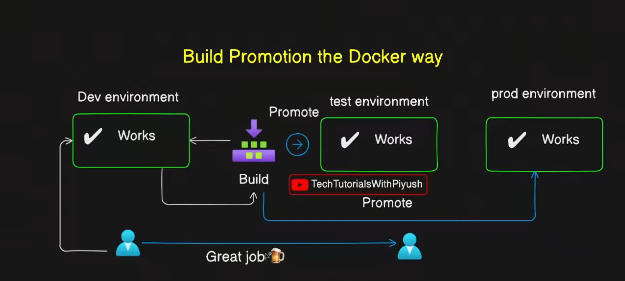 Build Promotion the Docker way
Dev environment
test environment
prod environment
Promote
✔ Works
✔ Works
✔ Works
Build
TechTutorialsWithPiyush
Promote
Great job🍻